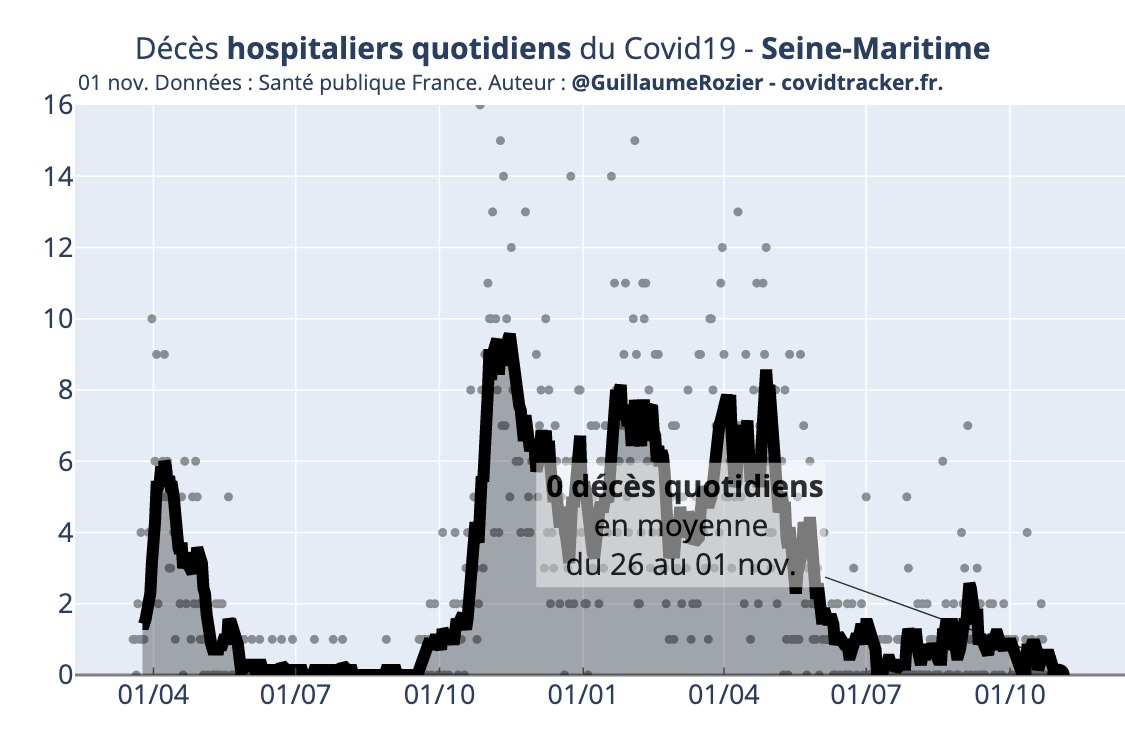 Décès hospitaliers quotidiens du Covid19 - Seine-Maritime
01 nov. Données : Santé publique France. Auteur : @GuillaumeRozier - covidtracker.fr.
16
14
12
10
8
6
4
2
0
0 décès quotidiens
en moyenne
du 26 au 01 nov.
01/04 01/07 01/10 01/01 01/04 01/07 01/10